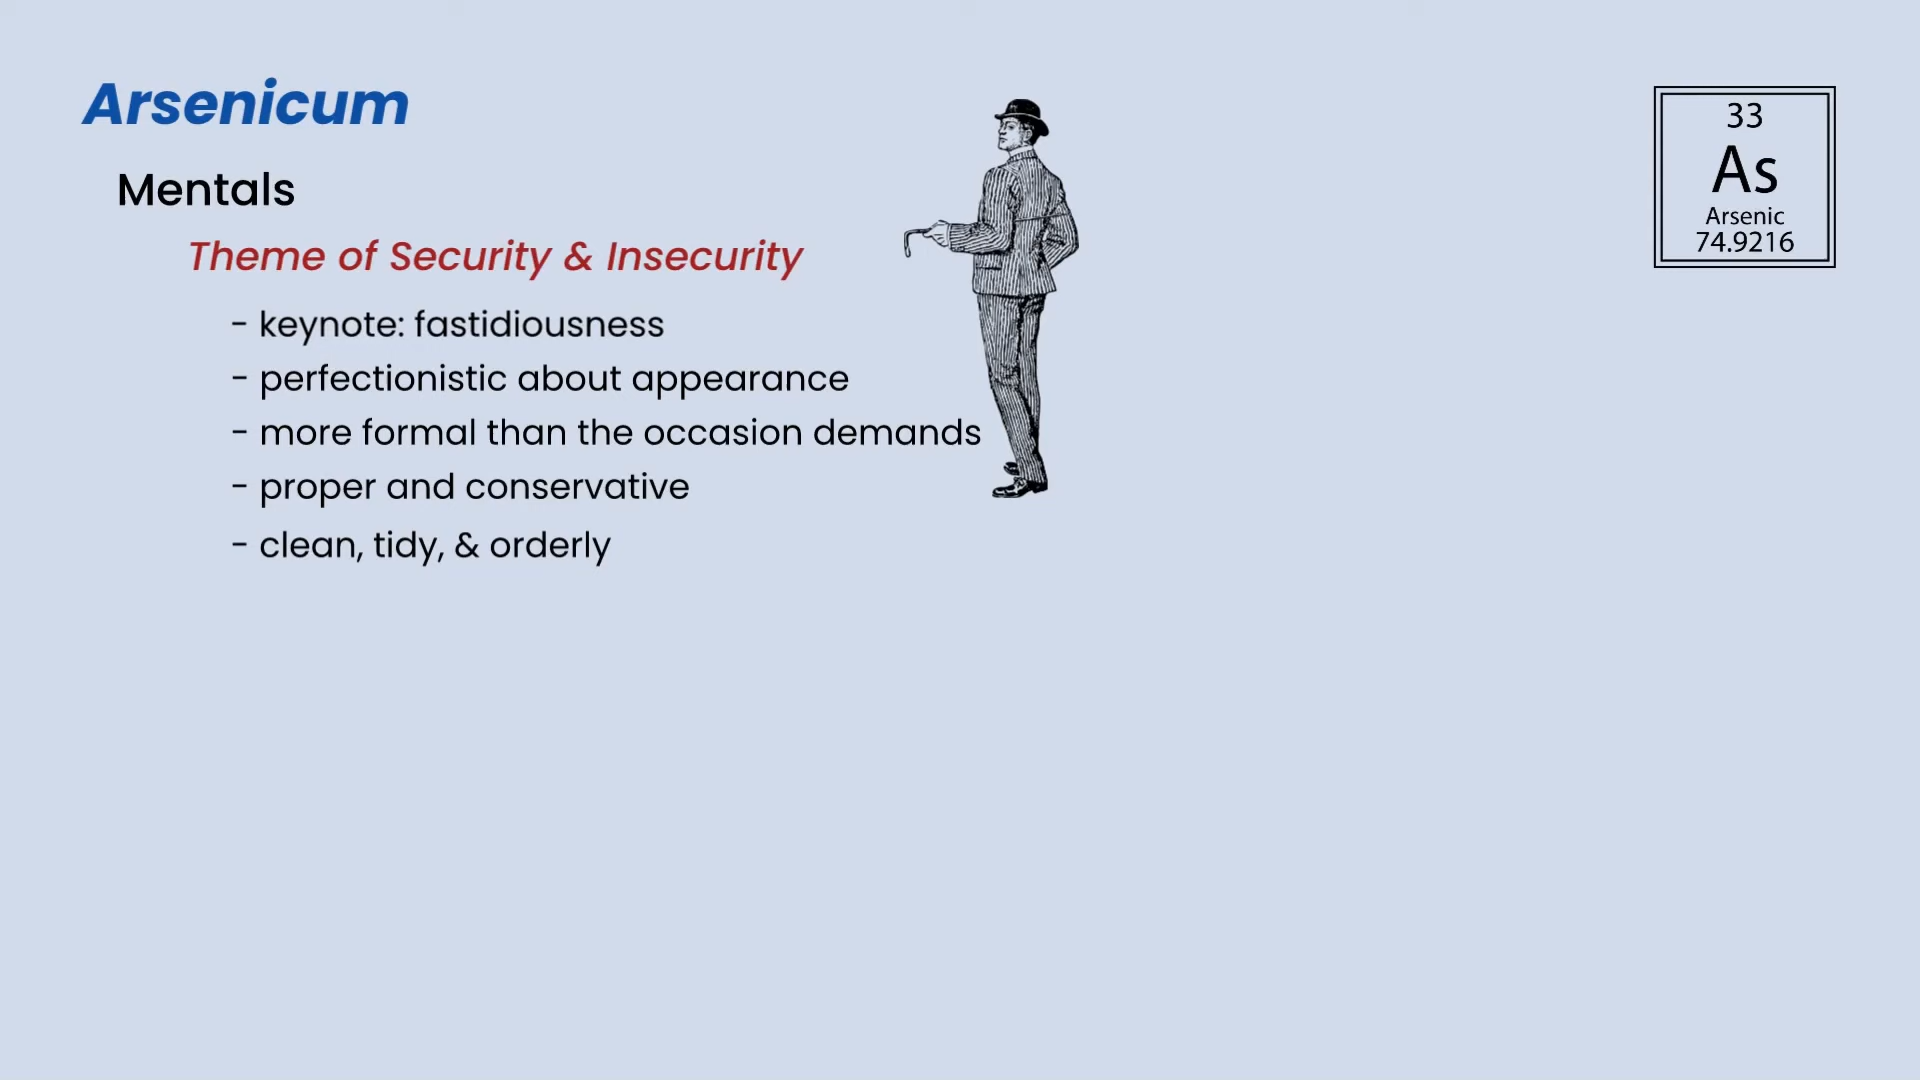 Arsenicum
Mentals
Theme of Security & Insecurity
- keynote: fastidiousness
- perfectionistic about appearance
- more formal than the occasion demands
- proper and conservative
- clean, tidy, & orderly
33
As
Arsenic
74.9216